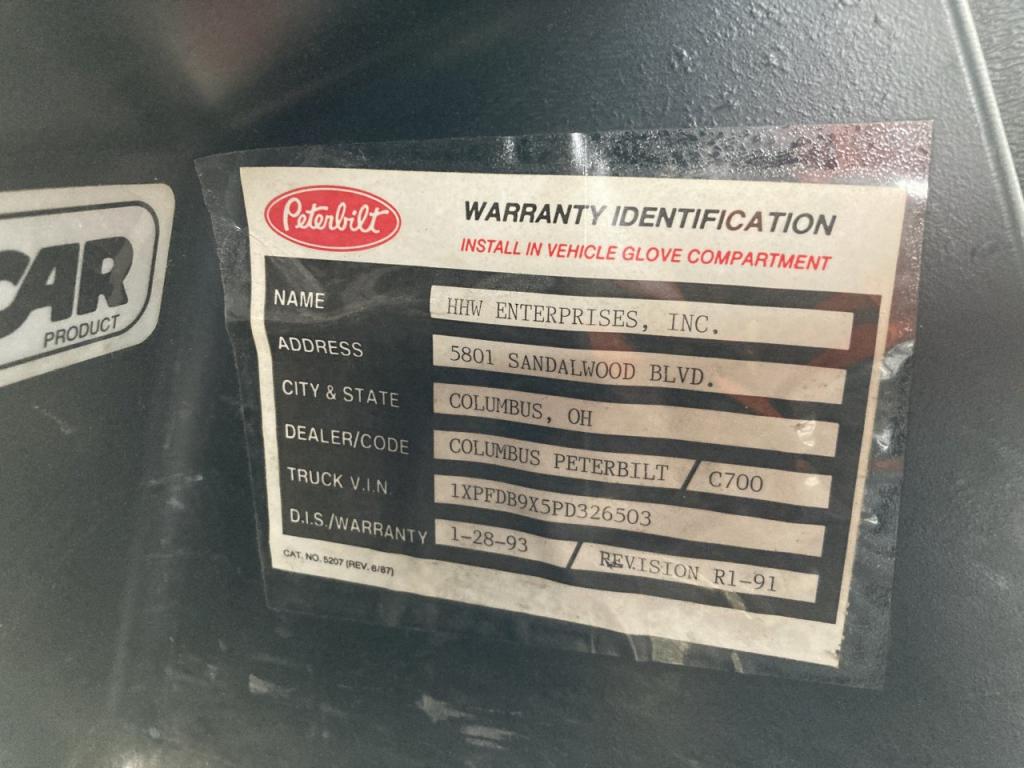 CAR
PRODUCT
Peterbilt
WARRANTY IDENTIFICATION
INSTALL IN VEHICLE GLOVE COMPARTMENT
NAME HHW ENTERPRISES, INC.
ADDRESS 5801 SANDALWOOD BLVD.
CITY & STATE COLUMBUS, OH
DEALER/CODE COLUMBUS PETERBILT / C700
TRUCK V.I.N. 1XPFDB9X5PD326503
D.I.S./WARRANTY 1-28-93 / REVISION R1-91
CAT. NO. 5207 (REV. 6/87)